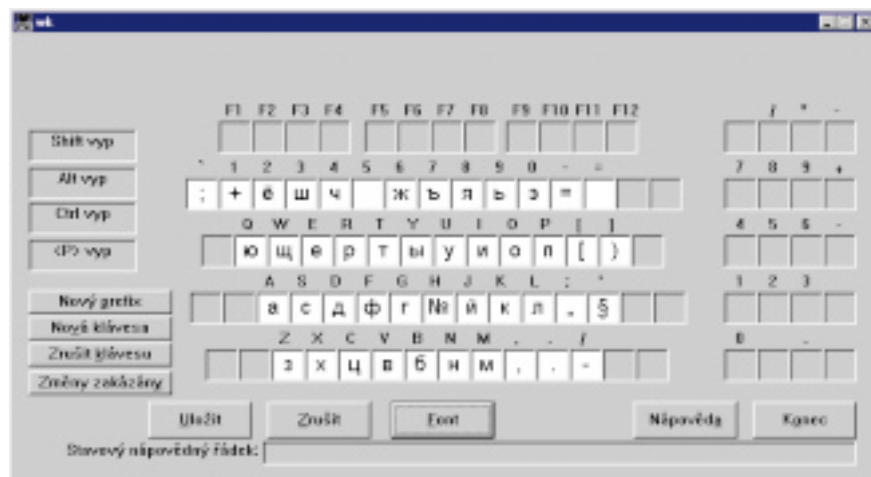 wk
F1 F2 F3 F4 F5 F6 F7 F8 F9 F10 F11 F12 / * -
Shift vyp
` 1 2 3 4 5 6 7 8 9 0 - = 7 8 9 +
Alt vyp
; + ё ш ч ж ъ я ь э =
Ctrl vyp
Q W E R T Y U I O P [ ] 4 5 6 -
<P> vyp
ю щ е р т ы у и о п [ )
A S D F G H J K L ; ' 1 2 3
Nový prefix
а с д ф г № й к л „ §
Nová klávesa
Z X C V B N M , . / 0 .
Zrušit klávesu
з х ц в б н м , . -
Změny zakázány
Uložit Zrušit Font Nápověda Konec
Stavový nápovědný řádek: